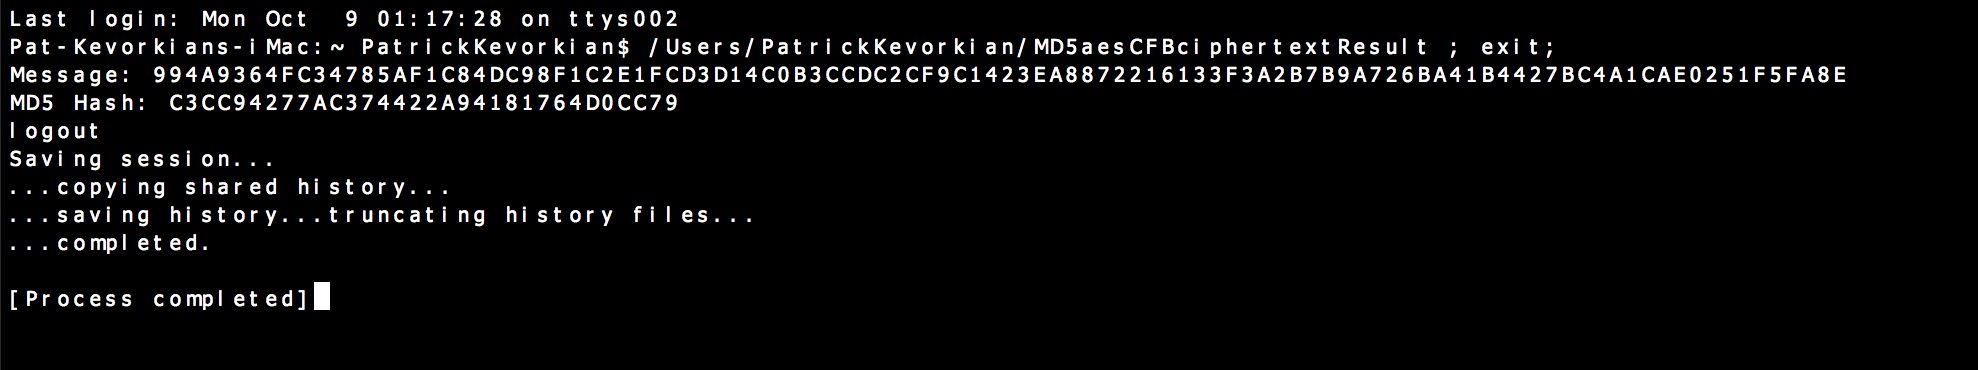 Last login: Mon Oct  9 01:17:28 on ttys002
Pat-Kevorkians-iMac:~ PatrickKevorkian$ /Users/PatrickKevorkian/MD5aesCFBciphertextResult ; exit;
Message: 994A9364FC34785AF1C84DC98F1C2E1FCD3D14C0B3CCDC2CF9C1423EA8872216133F3A2B7B9A726BA41B4427BC4A1CAE0251F5FA8E
MD5 Hash: C3CC94277AC374422A94181764D0CC79
logout
Saving session...
...copying shared history...
...saving history...truncating history files...
...completed.
[Process completed]